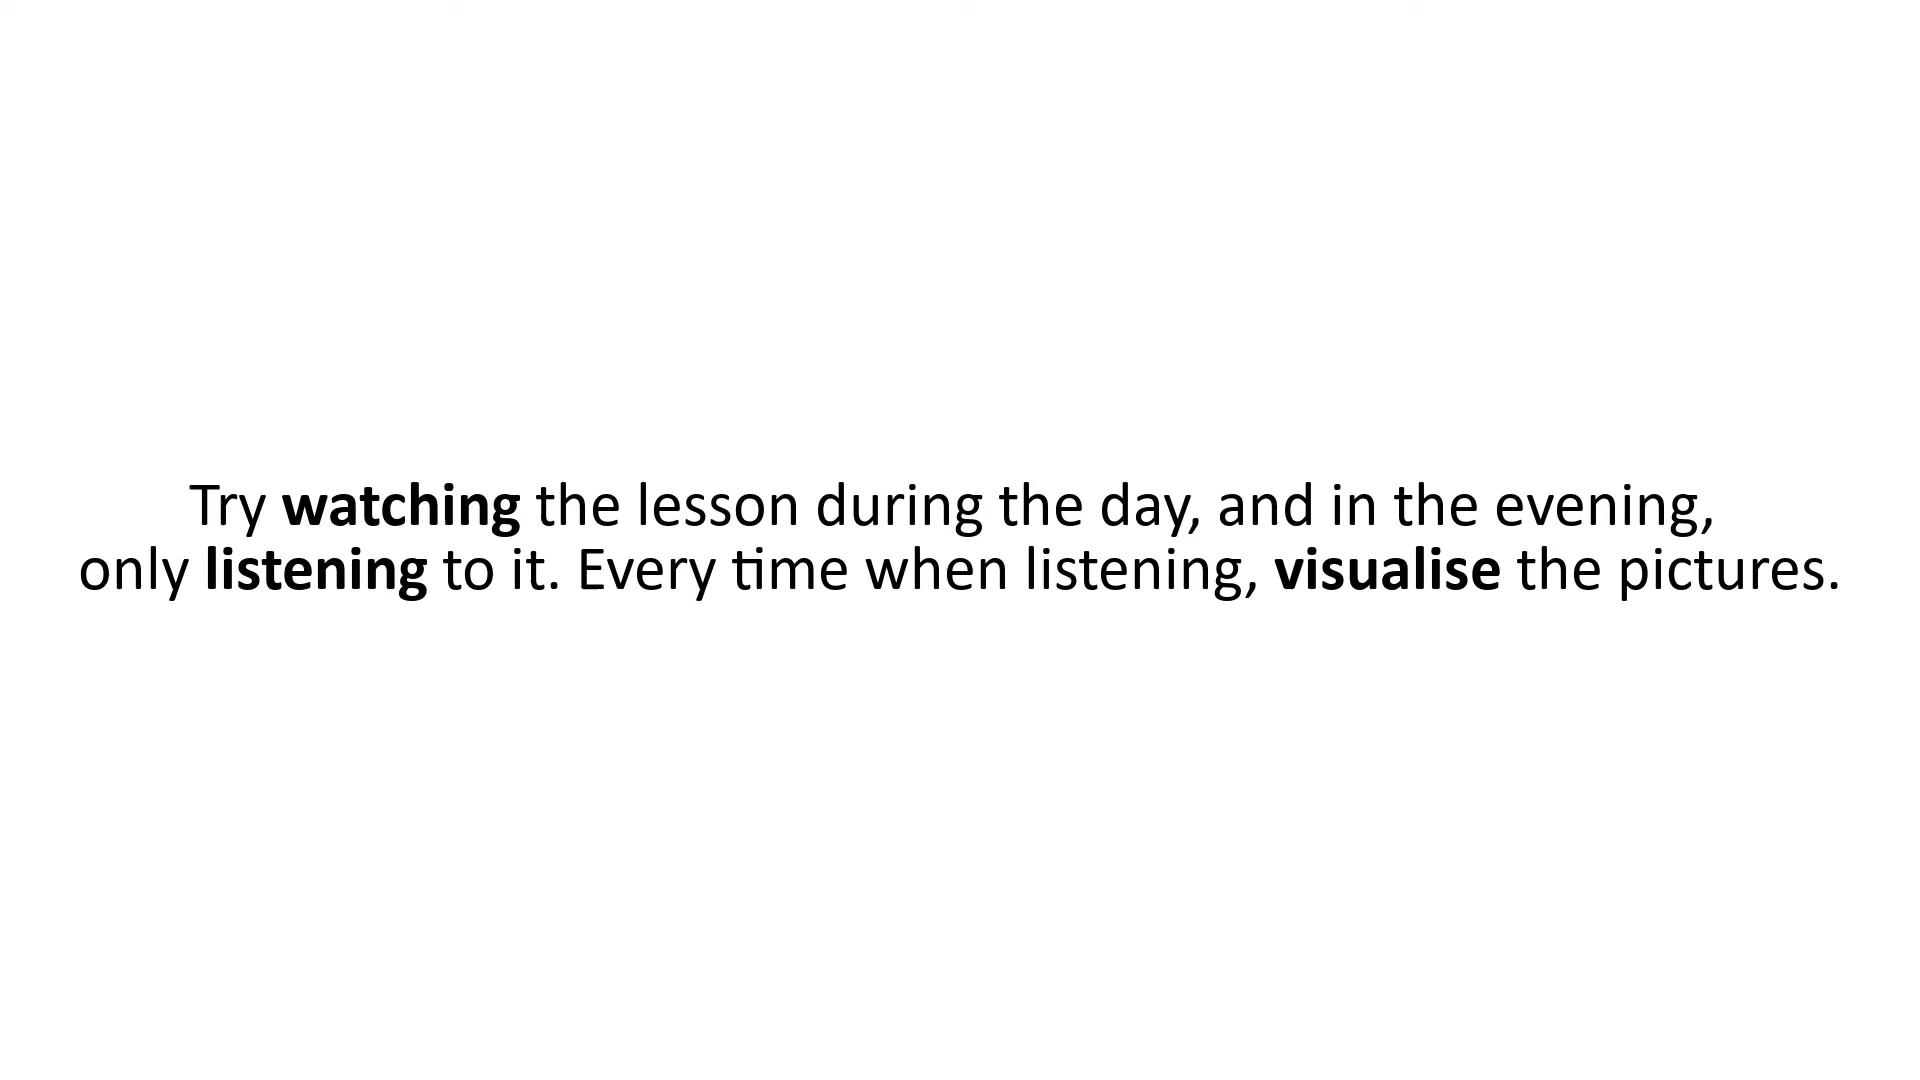 Try watching the lesson during the day, and in the evening,
only listening to it. Every time when listening, visualise the pictures.